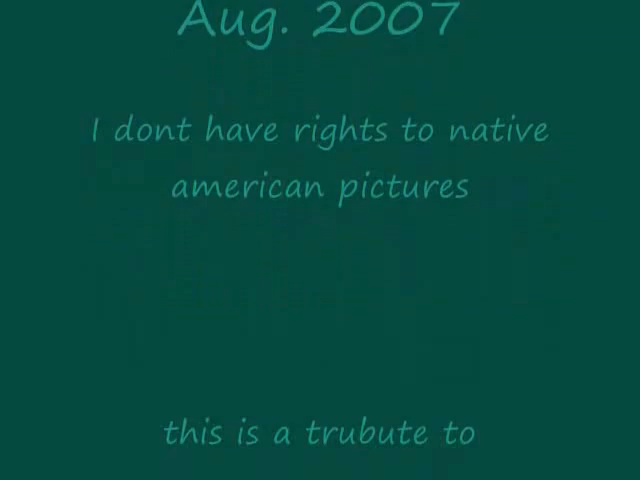 Aug. 2007
I dont have rights to native
american pictures
this is a trubute to